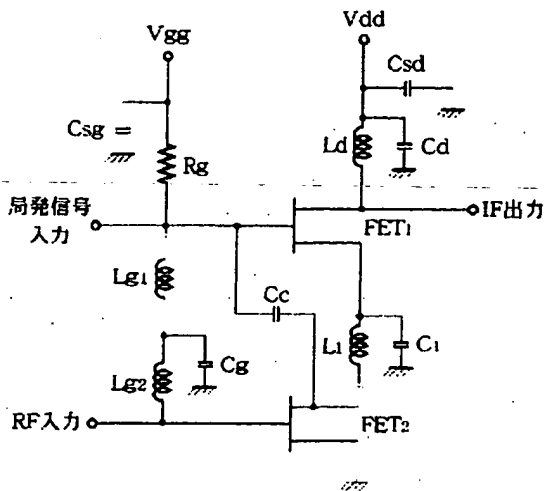 Vgg
Vdd
Csd
Csg =
Ld
Cd
Rg
局発信号
入力
IF出力
FET1
Lg1
Cc
L1
C1
Cg
Lg2
RF入力
FET2